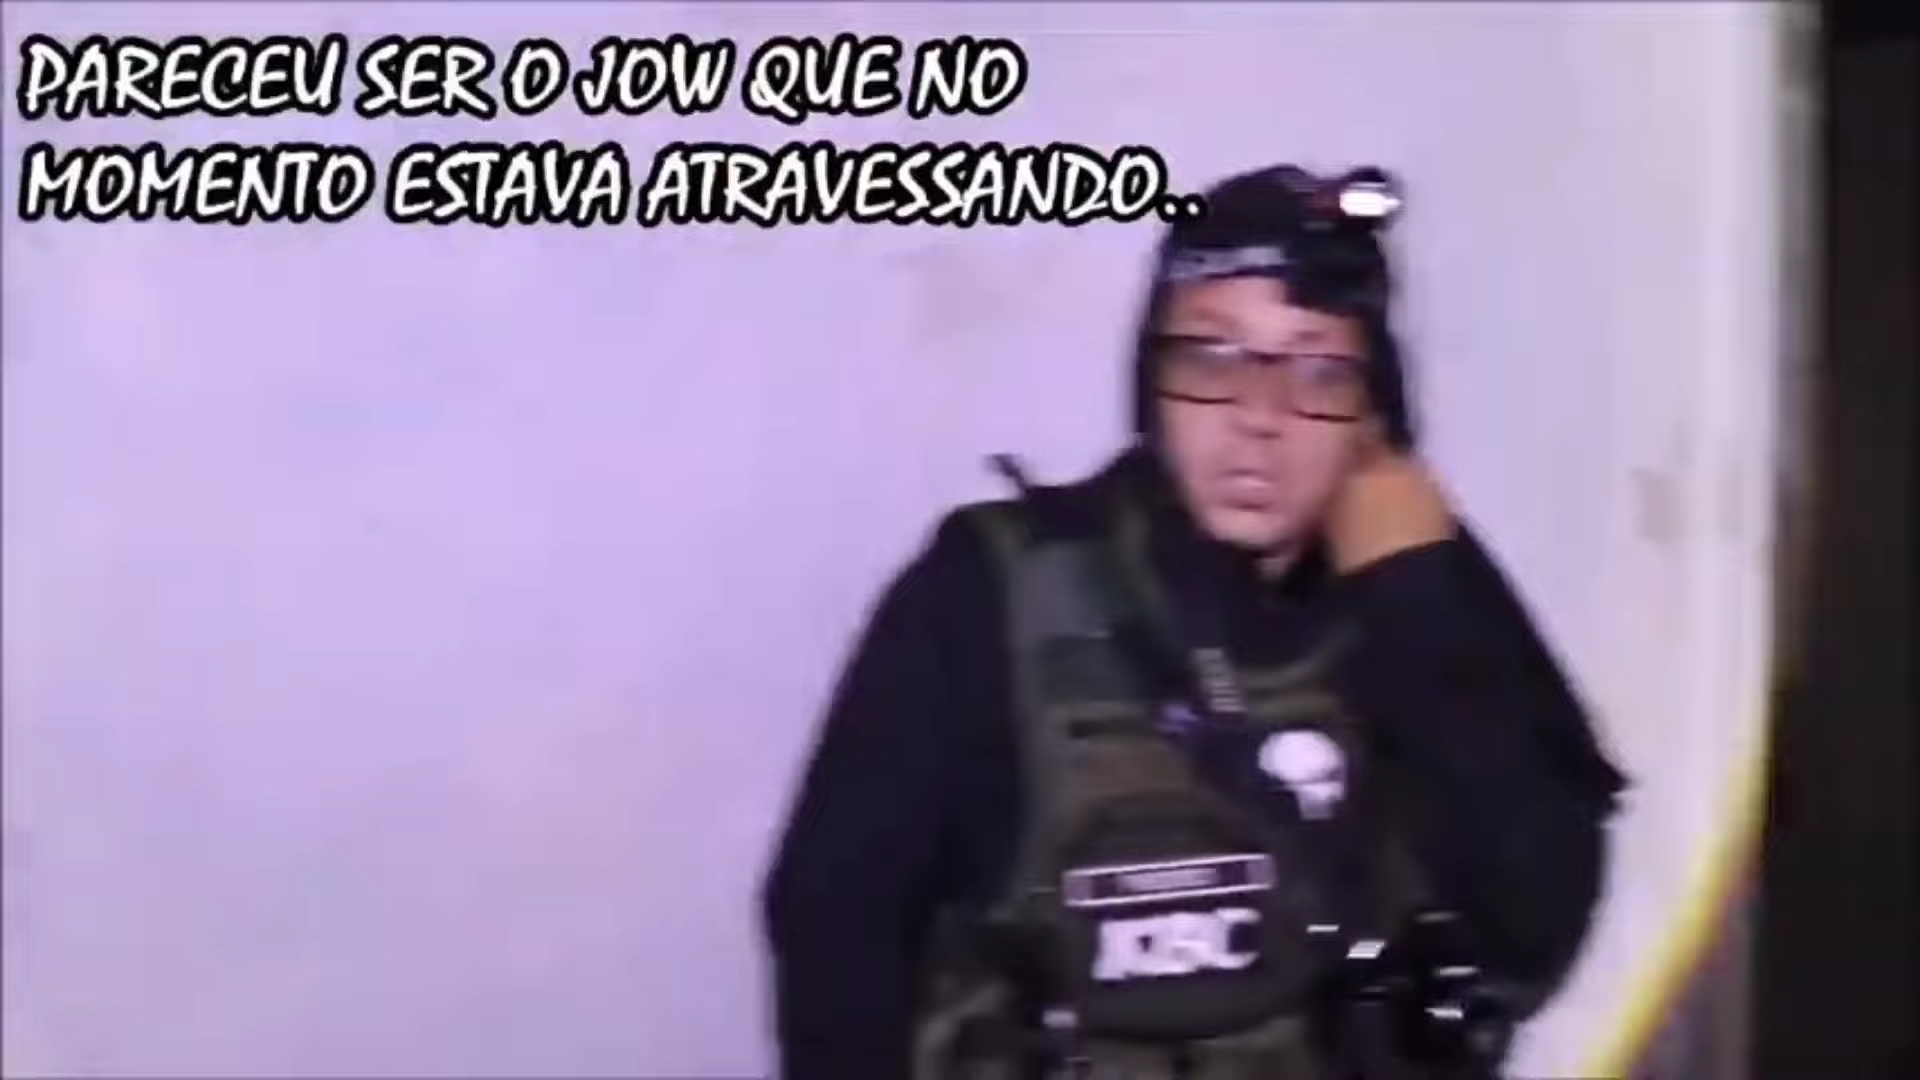 PARECEU SER O JOW QUE NO
MOMENTO ESTAVA ATRAVESSANDO..